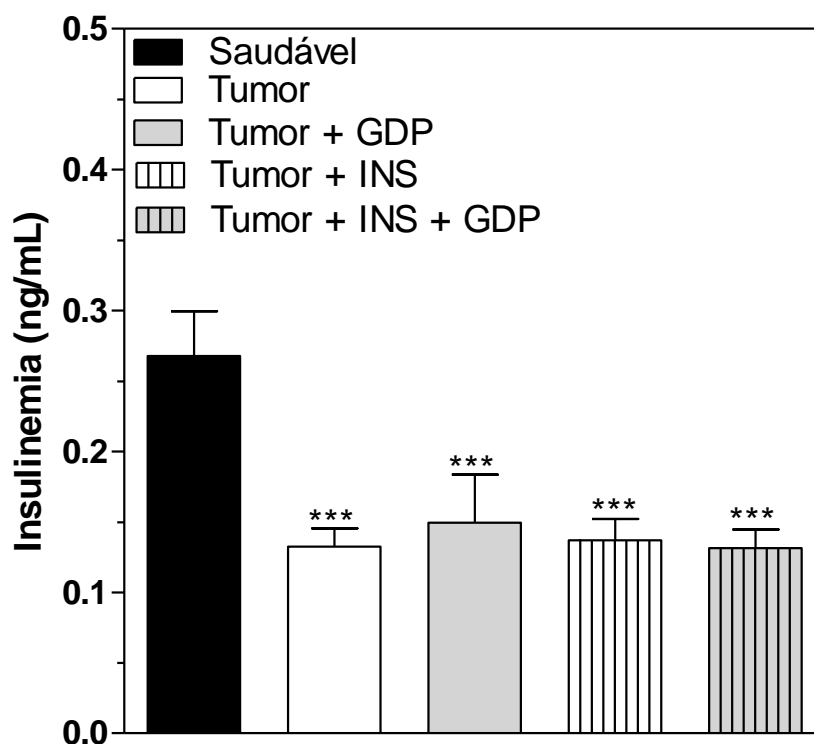 0.5
0.4
0.3
0.2
0.1
0.0
Insulinemia (ng/mL)
Saudável
Tumor
Tumor + GDP
Tumor + INS
Tumor + INS + GDP
***
***
***
***